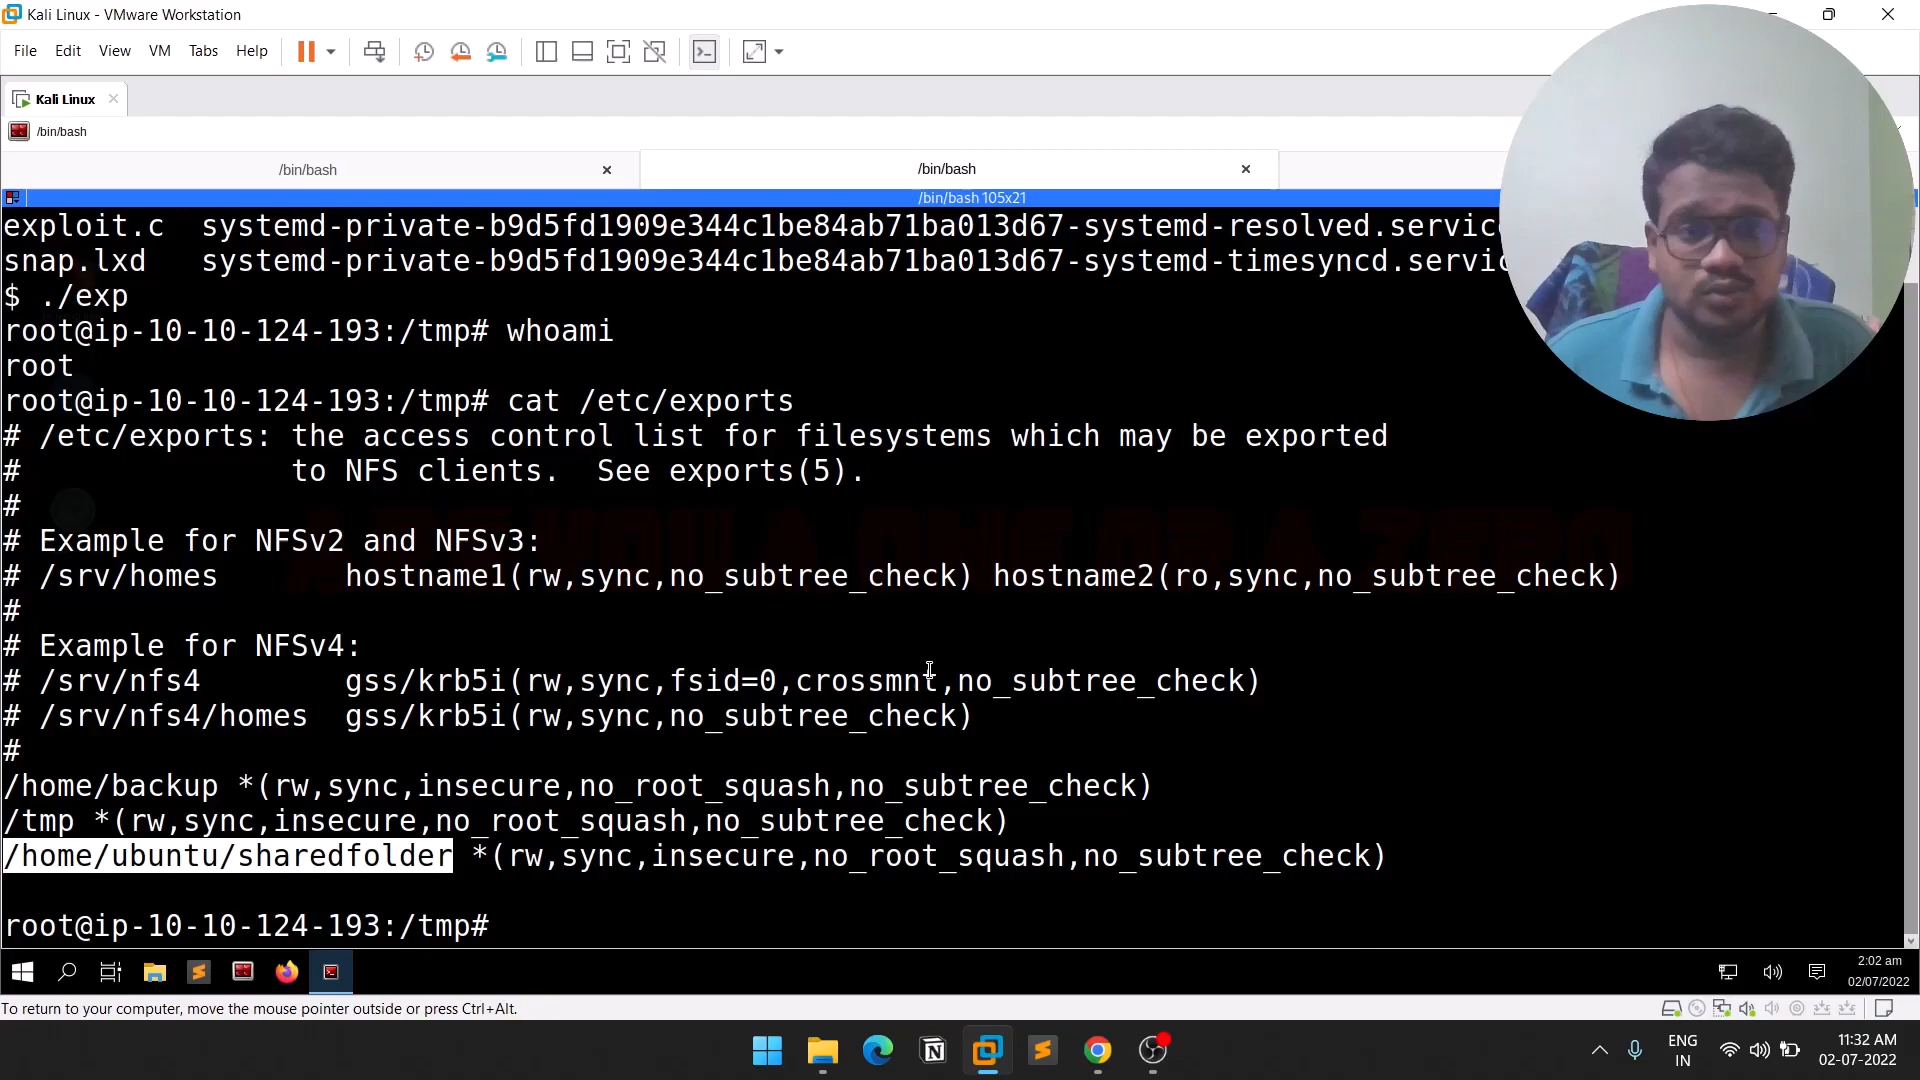 Kali Linux - VMware Workstation
File Edit View VM Tabs Help
Kali Linux
/bin/bash
/bin/bash /bin/bash
/bin/bash 105x21
exploit.c systemd-private-b9d5fd1909e344c1be84ab71ba013d67-systemd-resolved.servic
snap.lxd systemd-private-b9d5fd1909e344c1be84ab71ba013d67-systemd-timesyncd.servic
$ ./exp
root@ip-10-10-124-193:/tmp# whoami
root
root@ip-10-10-124-193:/tmp# cat /etc/exports
# /etc/exports: the access control list for filesystems which may be exported
# to NFS clients. See exports(5).
#
# Example for NFSv2 and NFSv3:
# /srv/homes hostname1(rw,sync,no_subtree_check) hostname2(ro,sync,no_subtree_check)
#
# Example for NFSv4:
# /srv/nfs4 gss/krb5i(rw,sync,fsid=0,crossmnt,no_subtree_check)
# /srv/nfs4/homes gss/krb5i(rw,sync,no_subtree_check)
#
/home/backup *(rw,sync,insecure,no_root_squash,no_subtree_check)
/tmp *(rw,sync,insecure,no_root_squash,no_subtree_check)
/home/ubuntu/sharedfolder *(rw,sync,insecure,no_root_squash,no_subtree_check)
root@ip-10-10-124-193:/tmp#
2:02 am
02/07/2022
To return to your computer, move the mouse pointer outside or press Ctrl+Alt.
ENG
IN
11:32 AM
02-07-2022